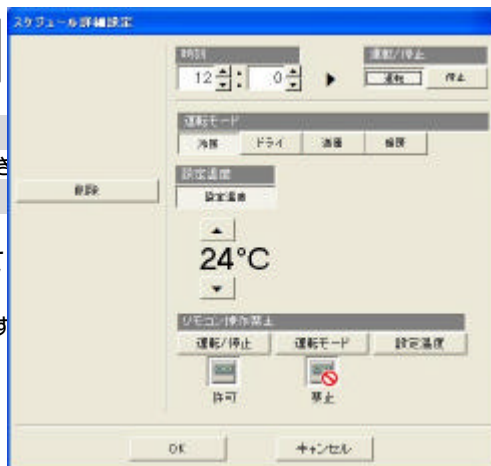 スケジュール詳細設定
時刻
運転/停止
12 : 0
運転 停止
運転モード
冷房 ドライ 送風 暖房
設定温度
削除
設定温度
24°C
リモコン操作禁止
運転/停止 運転モード 設定温度
許可 禁止
OK キャンセル